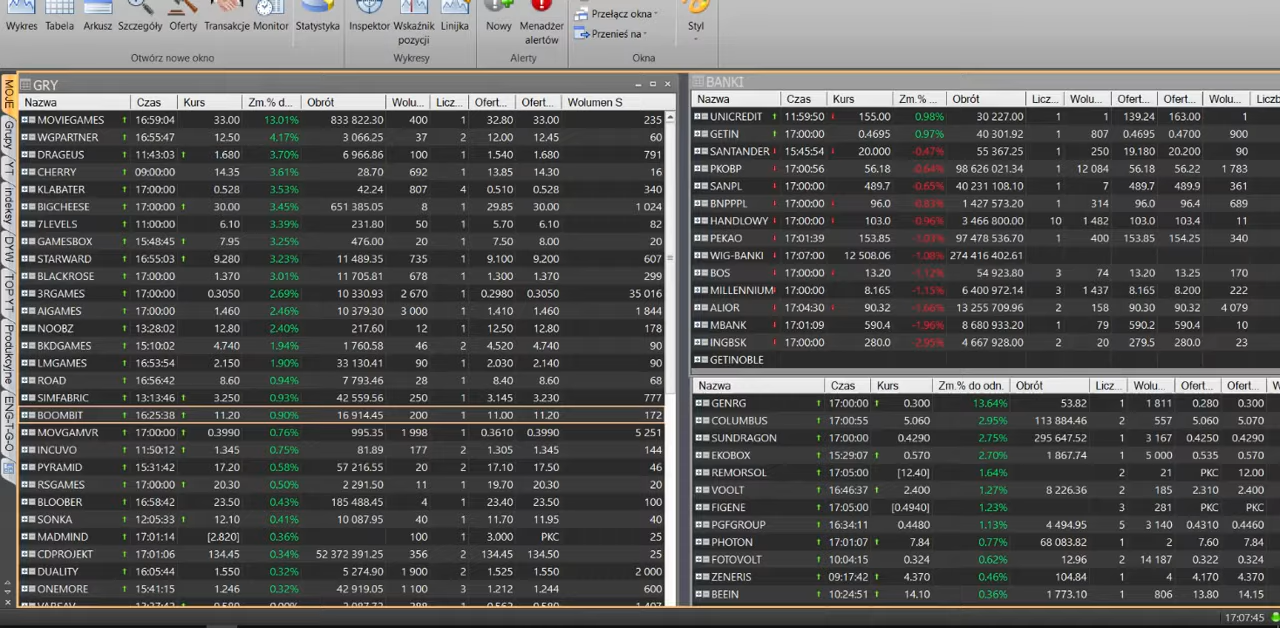 Wykres Tabela Arkusz Szczegóły Oferty Transakcje Monitor Statystyka Inspektor Wskaźnik pozycji Linijka Nowy Menadżer alertów Przełącz okna Przenieś na Styl
Otwórz nowe okno Wykresy Alerty Okna
MOJE
Grupy
YT
Indeksy
DYW
TOP YT
Produkcyjne
ENG-T-G-O
GRY
Nazwa Czas Kurs Zm.% d... Obrót Wolu... Licz... Ofert... Ofert... Wolumen S
MOVIEGAMES 16:59:04 33.00 13.01% 833 822.30 400 1 32.80 33.00 235
WGPARTNER 16:55:47 12.50 4.17% 3 066.25 37 2 12.00 12.45 60
DRAGEUS 11:43:03 1.680 3.70% 6 966.86 100 1 1.540 1.680 791
CHERRY 09:00:00 14.35 3.61% 28.70 692 1 13.85 14.30 16
KLABATER 17:00:00 0.528 3.53% 42.24 807 4 0.510 0.528 340
BIGCHEESE 17:00:00 30.00 3.45% 651 385.05 8 1 29.85 30.00 1 024
7LEVELS 11:00:00 6.10 3.39% 231.80 50 1 5.70 6.10 82
GAMESBOX 15:48:45 7.95 3.25% 476.00 20 1 7.50 8.00 20
STARWARD 16:55:03 9.280 3.23% 11 489.35 735 1 9.100 9.200 607
BLACKROSE 17:00:00 1.370 3.01% 11 705.81 678 1 1.300 1.370 299
3RGAMES 17:00:00 0.3050 2.69% 10 330.93 2 670 1 0.2980 0.3050 35 016
AIGAMES 17:00:00 1.460 2.46% 10 379.30 3 000 1 1.410 1.460 1 844
NOOBZ 13:28:02 12.80 2.40% 217.60 12 1 12.50 12.80 178
BKDGAMES 15:10:02 4.740 1.94% 1 760.58 46 2 4.520 4.740 90
LMGAMES 16:53:54 2.150 1.90% 33 130.41 90 1 2.030 2.140 90
ROAD 16:56:42 8.60 0.94% 7 793.46 28 1 8.40 8.60 68
SIMFABRIC 13:13:46 3.250 0.93% 42 559.56 250 1 3.145 3.230 777
BOOMBIT 16:25:38 11.20 0.90% 16 914.45 200 1 11.00 11.20 172
MOVGAMVR 17:00:00 0.3990 0.76% 995.35 1 998 1 0.3610 0.3990 5 251
INCUVO 11:50:12 1.345 0.75% 81.89 177 2 1.305 1.345 144
PYRAMID 15:31:42 17.20 0.58% 57 216.55 20 2 17.10 17.50 46
RSGAMES 17:00:00 20.30 0.50% 2 291.50 11 1 19.70 20.30 20
BLOOBER 16:58:42 23.50 0.43% 185 488.45 4 1 23.40 23.50 100
SONKA 12:05:33 12.10 0.41% 10 087.95 40 1 11.70 11.95 40
MADMIND 17:01:14 [2.820] 0.36% 100 1 3.000 PKC 25
CDPROJEKT 17:01:06 134.45 0.34% 52 372 391.25 356 2 134.45 134.50 25
DUALITY 16:05:44 1.550 0.32% 5 274.90 1 900 1 1.525 1.550 2 000
ONEMORE 15:41:15 1.246 0.32% 42 919.05 1 100 3 1.212 1.244 600
BANKI
Nazwa Czas Kurs Zm.% ... Obrót Licz... Wolu... Ofert... Ofert... Wolu... Liczb
UNICREDIT 11:59:50 155.00 0.98% 30 227.00 1 1 139.24 163.00 1
GETIN 17:00:00 0.4695 0.97% 40 301.92 1 807 0.4695 0.4700 900
SANTANDER 15:45:54 20.000 -0.47% 55 367.25 1 250 19.180 20.200 90
PKOBP 17:00:56 56.18 -0.64% 98 626 021.34 1 12 084 56.18 56.22 1 783
SANPL 17:00:00 489.7 -0.65% 40 231 108.10 1 7 489.7 489.9 361
BNPPPL 17:00:00 96.0 -0.83% 1 427 573.20 1 314 96.0 96.4 689
HANDLOWY 17:00:00 103.0 -0.96% 3 466 800.00 10 1 482 103.0 103.4 11
PEKAO 17:01:39 153.85 -1.03% 97 478 536.70 1 400 153.85 154.25 340
WIG-BANKI 17:07:00 12 508.06 -1.08% 274 416 402.61
BOS 17:00:00 13.20 -1.12% 54 923.80 3 74 13.20 13.25 170
MILLENNIUM 17:00:00 8.165 -1.15% 6 400 972.14 3 1 437 8.165 8.200 222
ALIOR 17:04:30 90.32 -1.66% 13 255 709.96 2 158 90.30 90.32 4 079
MBANK 17:01:09 590.4 -1.96% 8 680 933.20 1 79 590.2 590.4 10
INGBSK 17:00:00 280.0 -2.95% 4 667 928.00 2 20 279.5 280.0 23
GETINOBLE
Nazwa Czas Kurs Zm.% do odn. Obrót Licz... Wolu... Ofert... Ofert... W
GENRG 17:00:00 0.300 13.64% 53.82 1 1 811 0.280 0.300
COLUMBUS 17:00:55 5.060 2.95% 113 884.46 2 557 5.060 5.070
SUNDRAGON 17:00:00 0.4290 2.75% 295 647.52 1 3 167 0.4250 0.4290
EKOBOX 15:29:07 0.570 2.70% 1 867.74 1 5 000 0.535 0.570
REMORSOL 17:05:00 [12.40] 1.64% 2 21 PKC 12.00
VOOLT 16:46:37 2.400 1.27% 8 226.36 2 185 2.310 2.400
FIGENE 17:05:00 [0.4940] 1.23% 3 281 PKC PKC
PGFGROUP 16:34:11 0.4480 1.13% 4 494.95 5 3 140 0.4310 0.4460
PHOTON 17:01:07 7.84 0.77% 68 083.82 1 2 7.60 7.84
FOTOVOLT 10:04:15 0.324 0.62% 12.96 2 14 187 0.322 0.324
ZENERIS 09:17:42 4.370 0.46% 104.84 1 4 4.170 4.370
BEEIN 10:24:51 14.10 0.36% 1 773.10 1 806 13.80 14.15
17:07:45